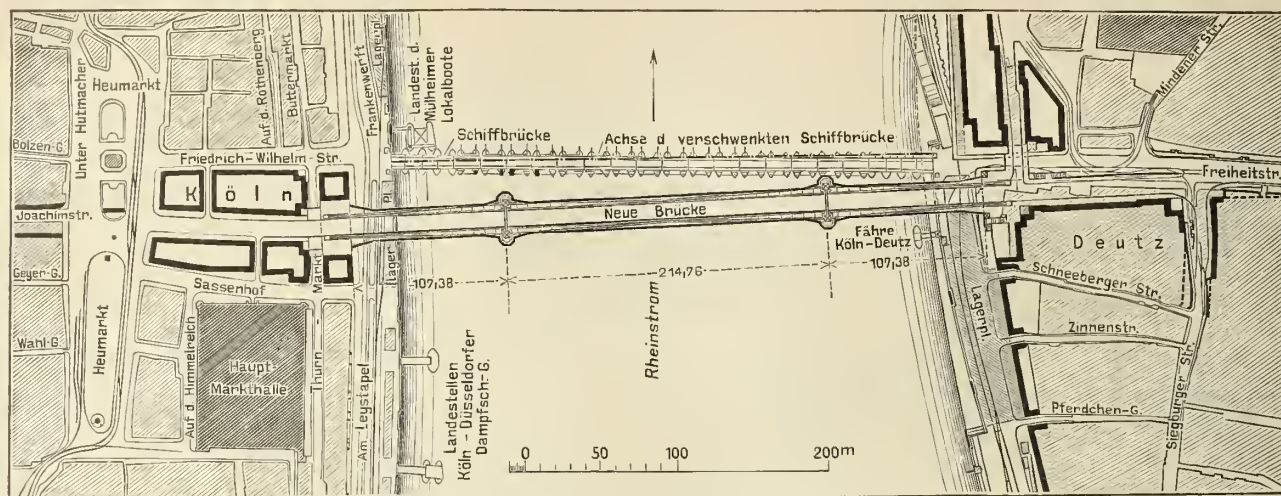 Heumarkt
Unter Hutmacher
Bolzen-G.
Joachimstr.
Geyer-G.
Wahl-G.
Heumarkt
Auf d. Rothenberg
Buttermarkt
Frankenwerft
Lagerpl.
Friedrich-Wilhelm-Str.
Köln
Sassenhof
Auf d. Himmelreich
Haupt-
Markthalle
Thurn-
Markt
Am Leystapel
Lager
Pl.
Landest. d.
Mülheimer
Lokalboote
Schiffbrücke
Achse d verschwenkten Schiffbrücke
Neue Brücke
107,38
214,76
107,38
Rheinstrom
Fähre
Köln-Deutz
Landestellen
Köln-Düsseldorfer
Dampfsch-G.
0 50 100 200m
Mindener Str.
Freiheitstr.
Deutz
Schneeberger Str.
Lagerpl.
Zinnenstr.
Pferdchen-G.
Siegburger Str.